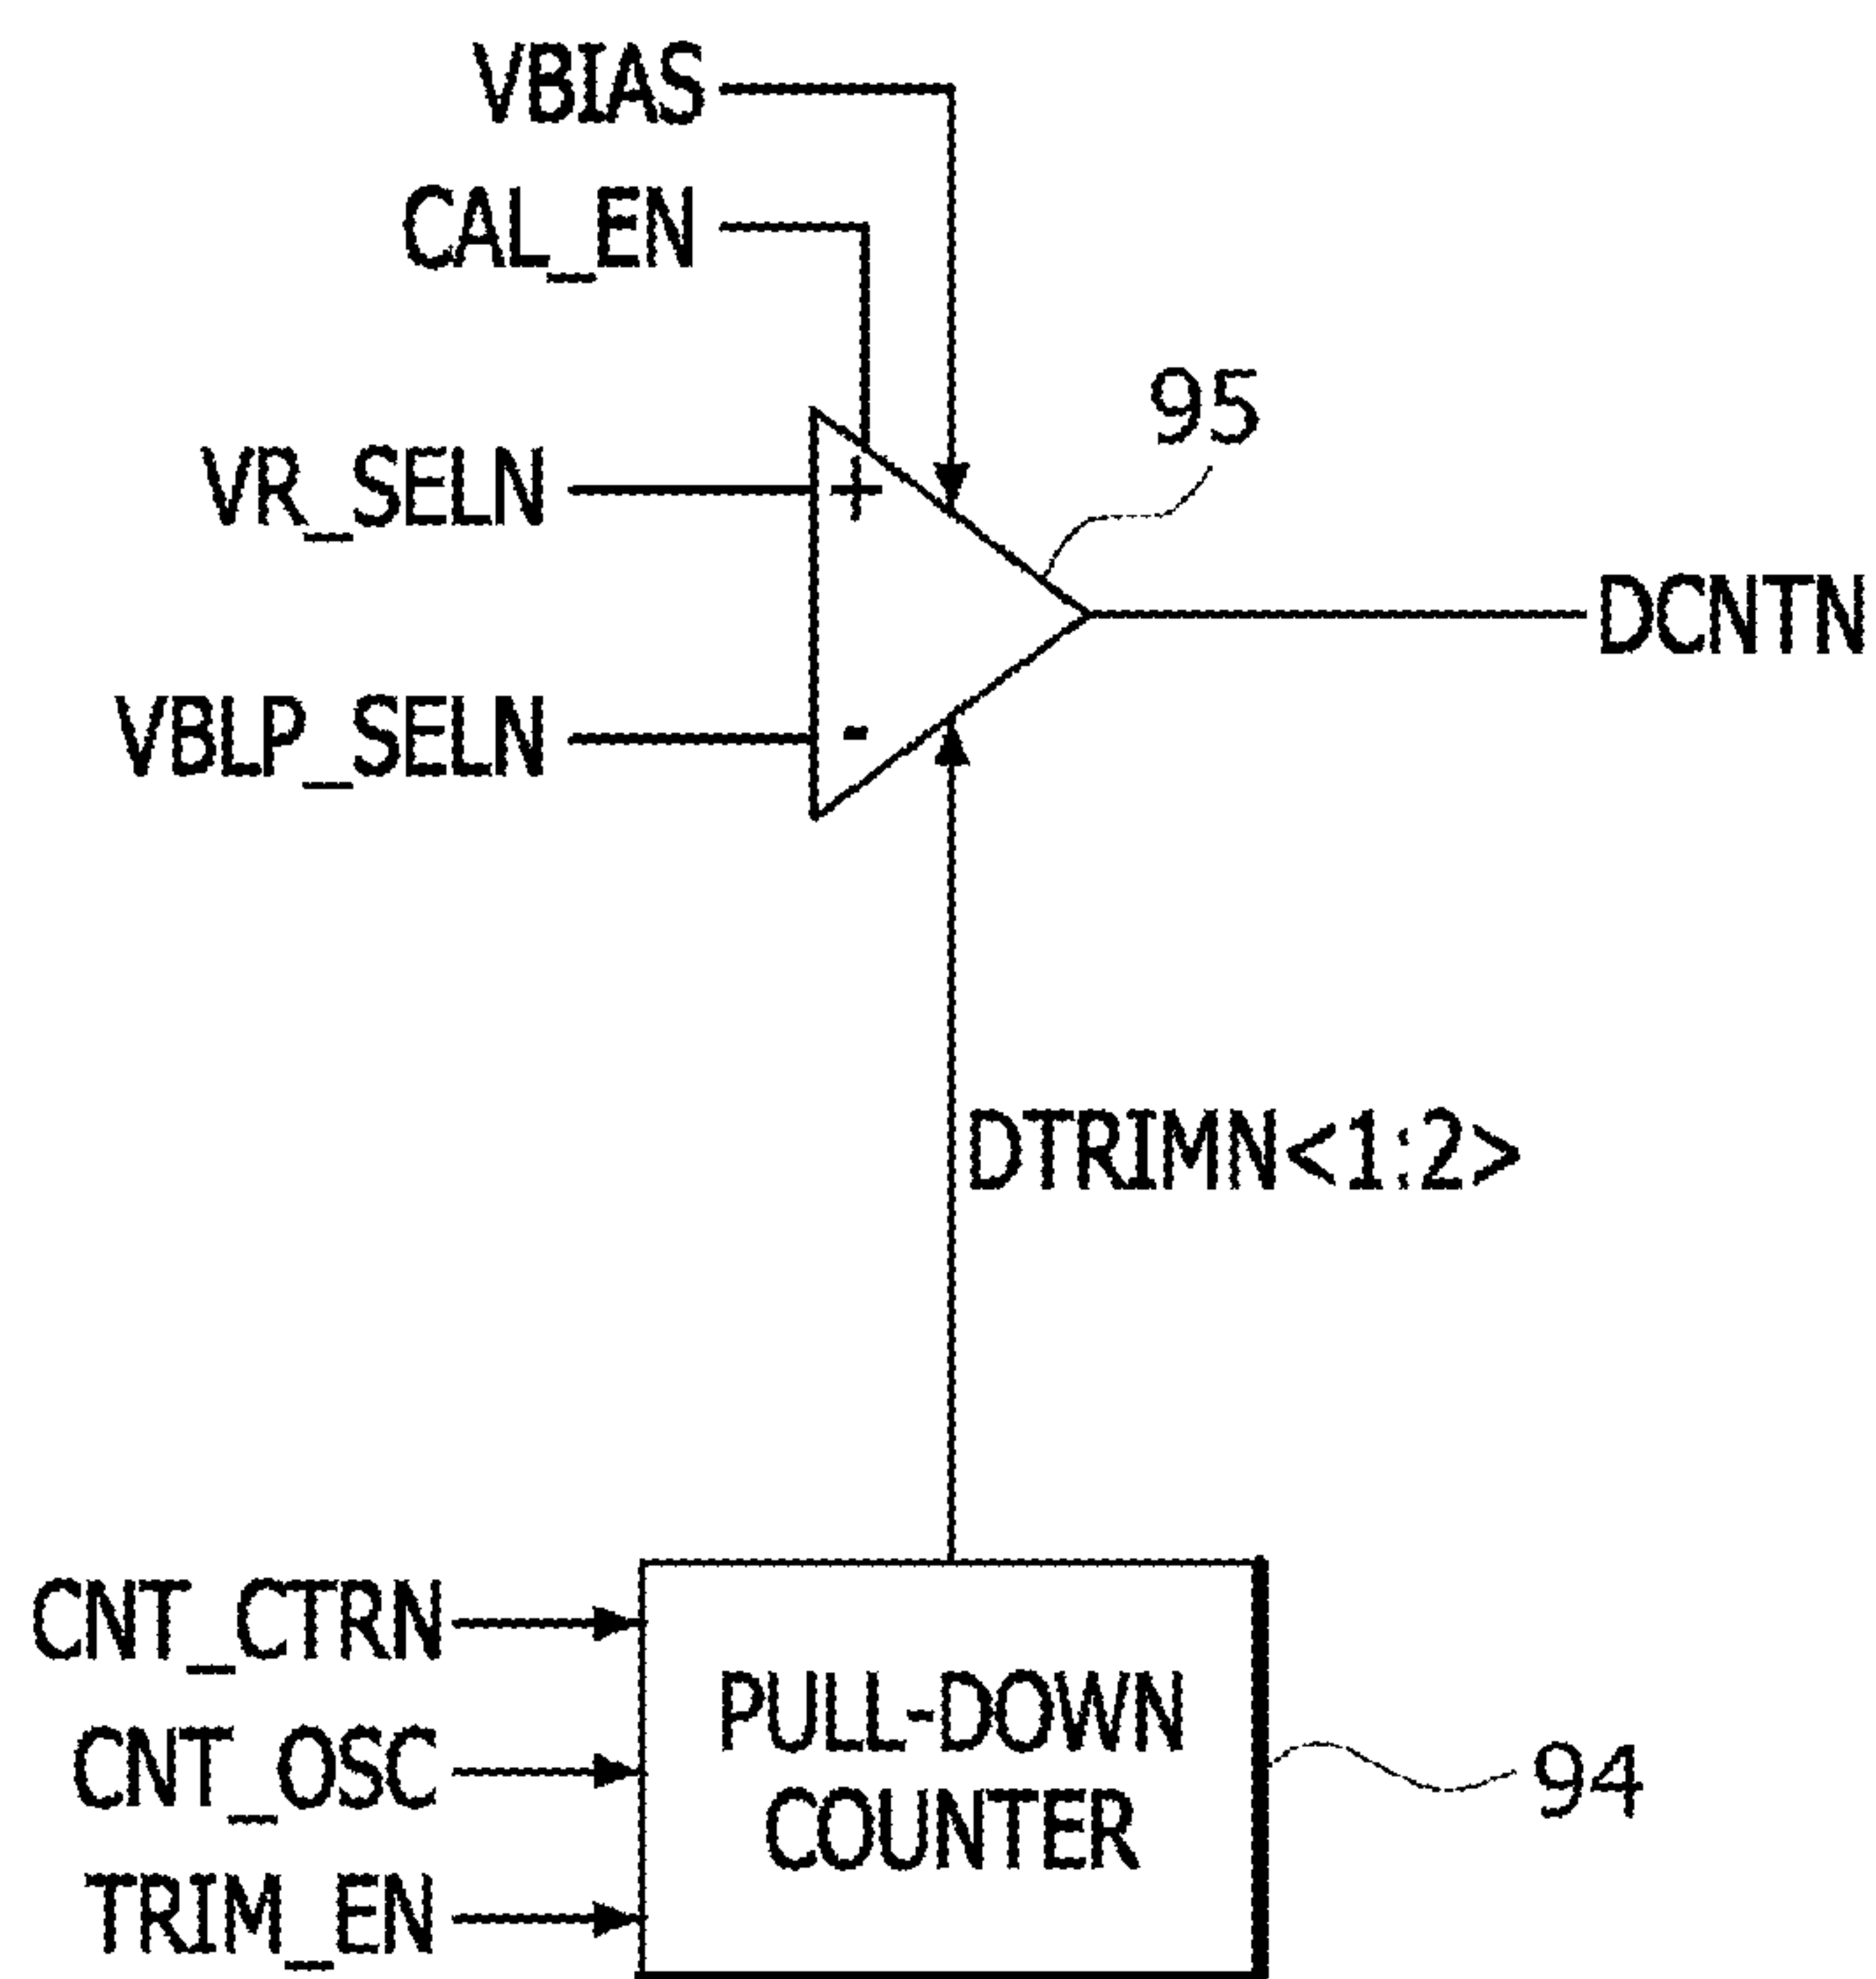 VBIAS
CAL_EN
95
VR_SELN
+
DCNTN
VBLP_SELN
-
DTRIMN<1:2>
CNT_CTRN
PULL-DOWN
COUNTER
CNT_OSC
94
TRIM_EN